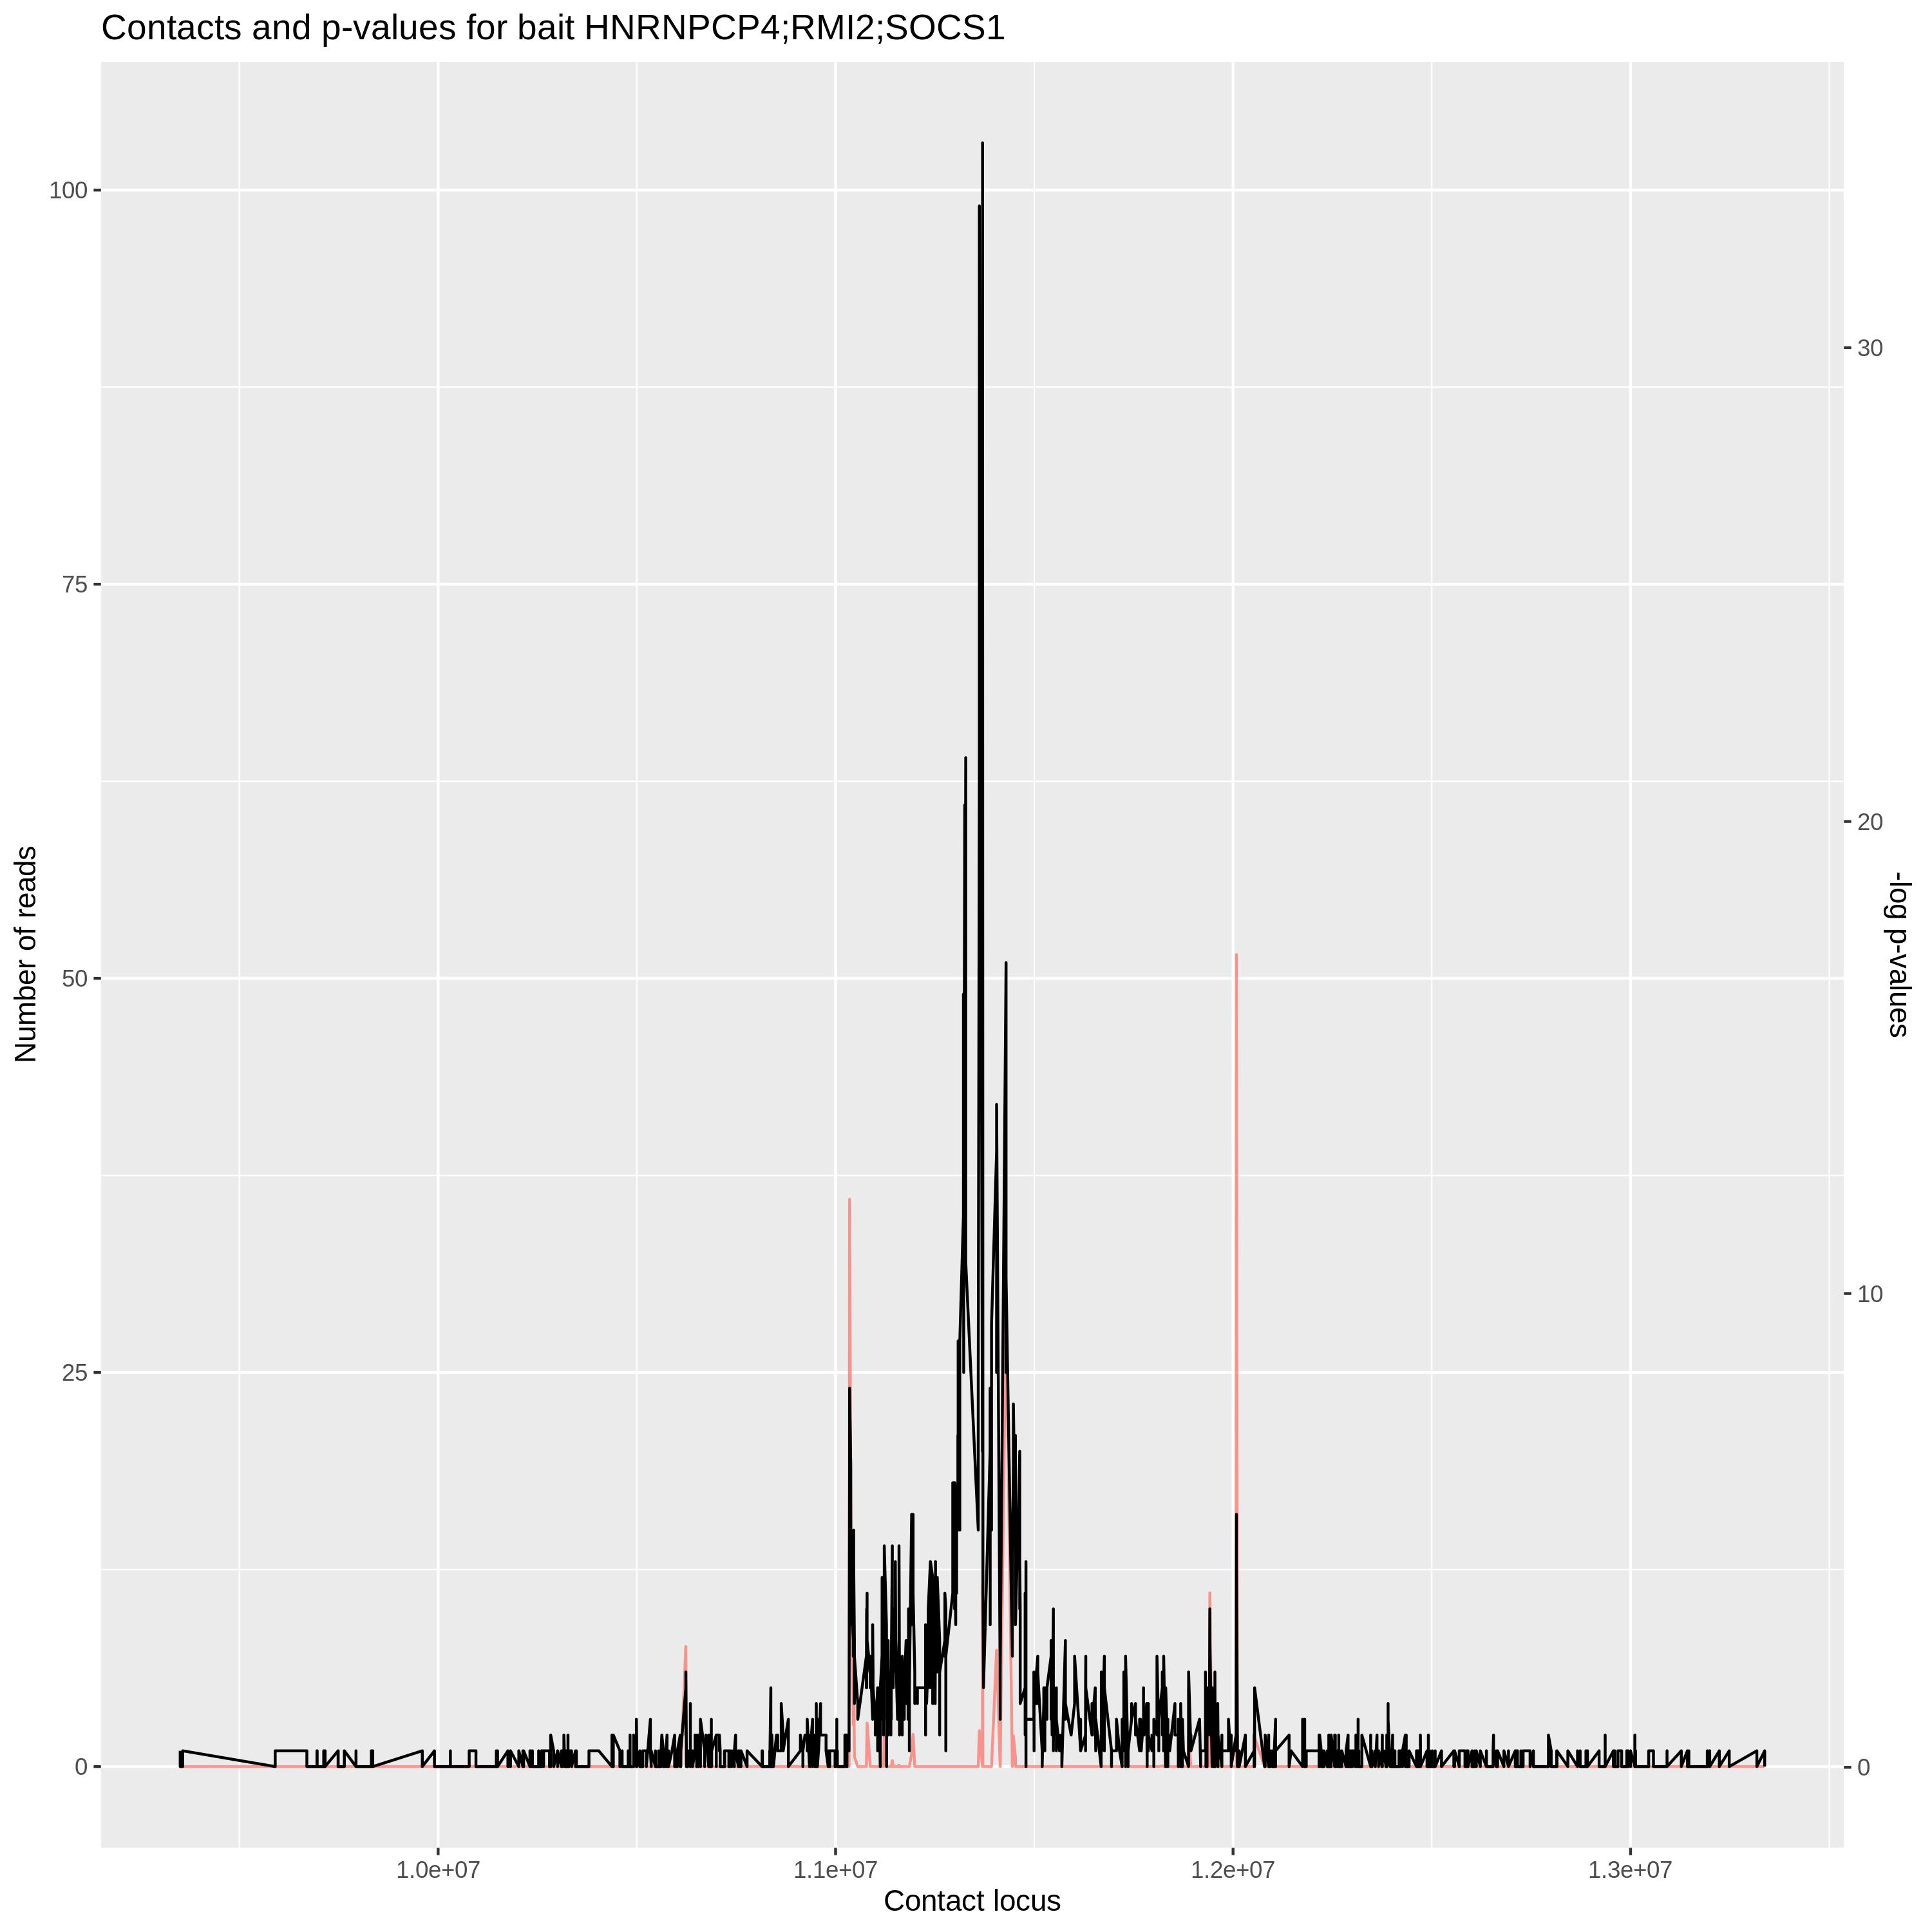 Contacts and p-values for bait HNRNPCP4;RMI2;SOCS1
100
75
50
25
0
Number of reads
30
20
10
0
-log p-values
1.0e+07
1.1e+07
1.2e+07
1.3e+07
Contact locus